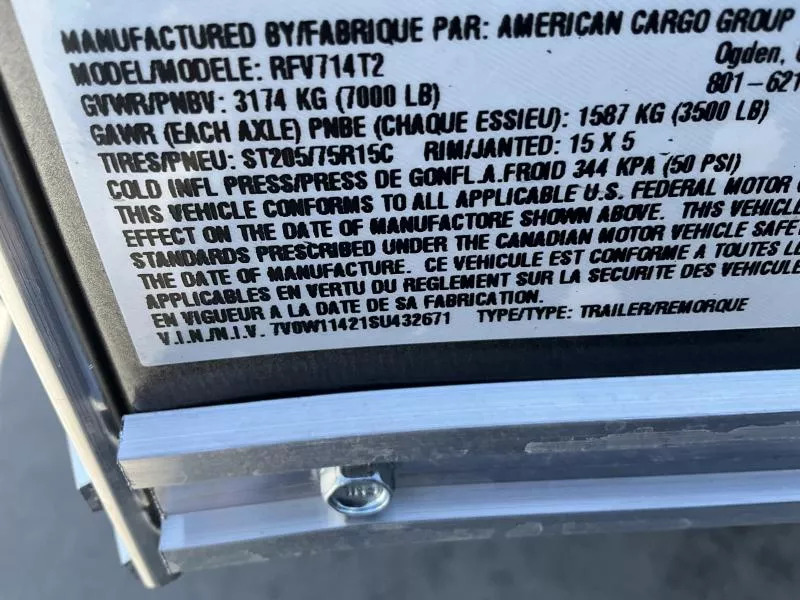 MANUFACTURED BY/FABRIQUE PAR: AMERICAN CARGO GROUP
Ogden,
MODEL/MODELE: RFV714T2
801-621
GVWR/PNBV: 3174 KG (7000 LB)
GAWR (EACH AXLE) PNBE (CHAQUE ESSIEU): 1587 KG (3500 LB)
TIRES/PNEU: ST205/75R15C RIM/JANTED: 15 X 5
COLD INFL PRESS/PRESS DE GONFL.A.FROID 344 KPA (50 PSI)
THIS VEHICLE CONFORMS TO ALL APPLICABLE U.S. FEDERAL MOTOR
EFFECT ON THE DATE OF MANUFACTORE SHOWN ABOVE. THIS VEHICLE
STANDARDS PRESCRIBED UNDER THE CANADIAN MOTOR VEHICLE SAFET
THE DATE OF MANUFACTURE. CE VEHICULE EST CONFORME A TOUTES LE
APPLICABLES EN VERTU DU REGLEMENT SUR LA SECURITE DES VEHICULE
EN VIGUEUR A LA DATE DE SA FABRICATION.
V.I.N./N.I.V. 7V0W11421SU432671 TYPE/TYPE: TRAILER/REMORQUE